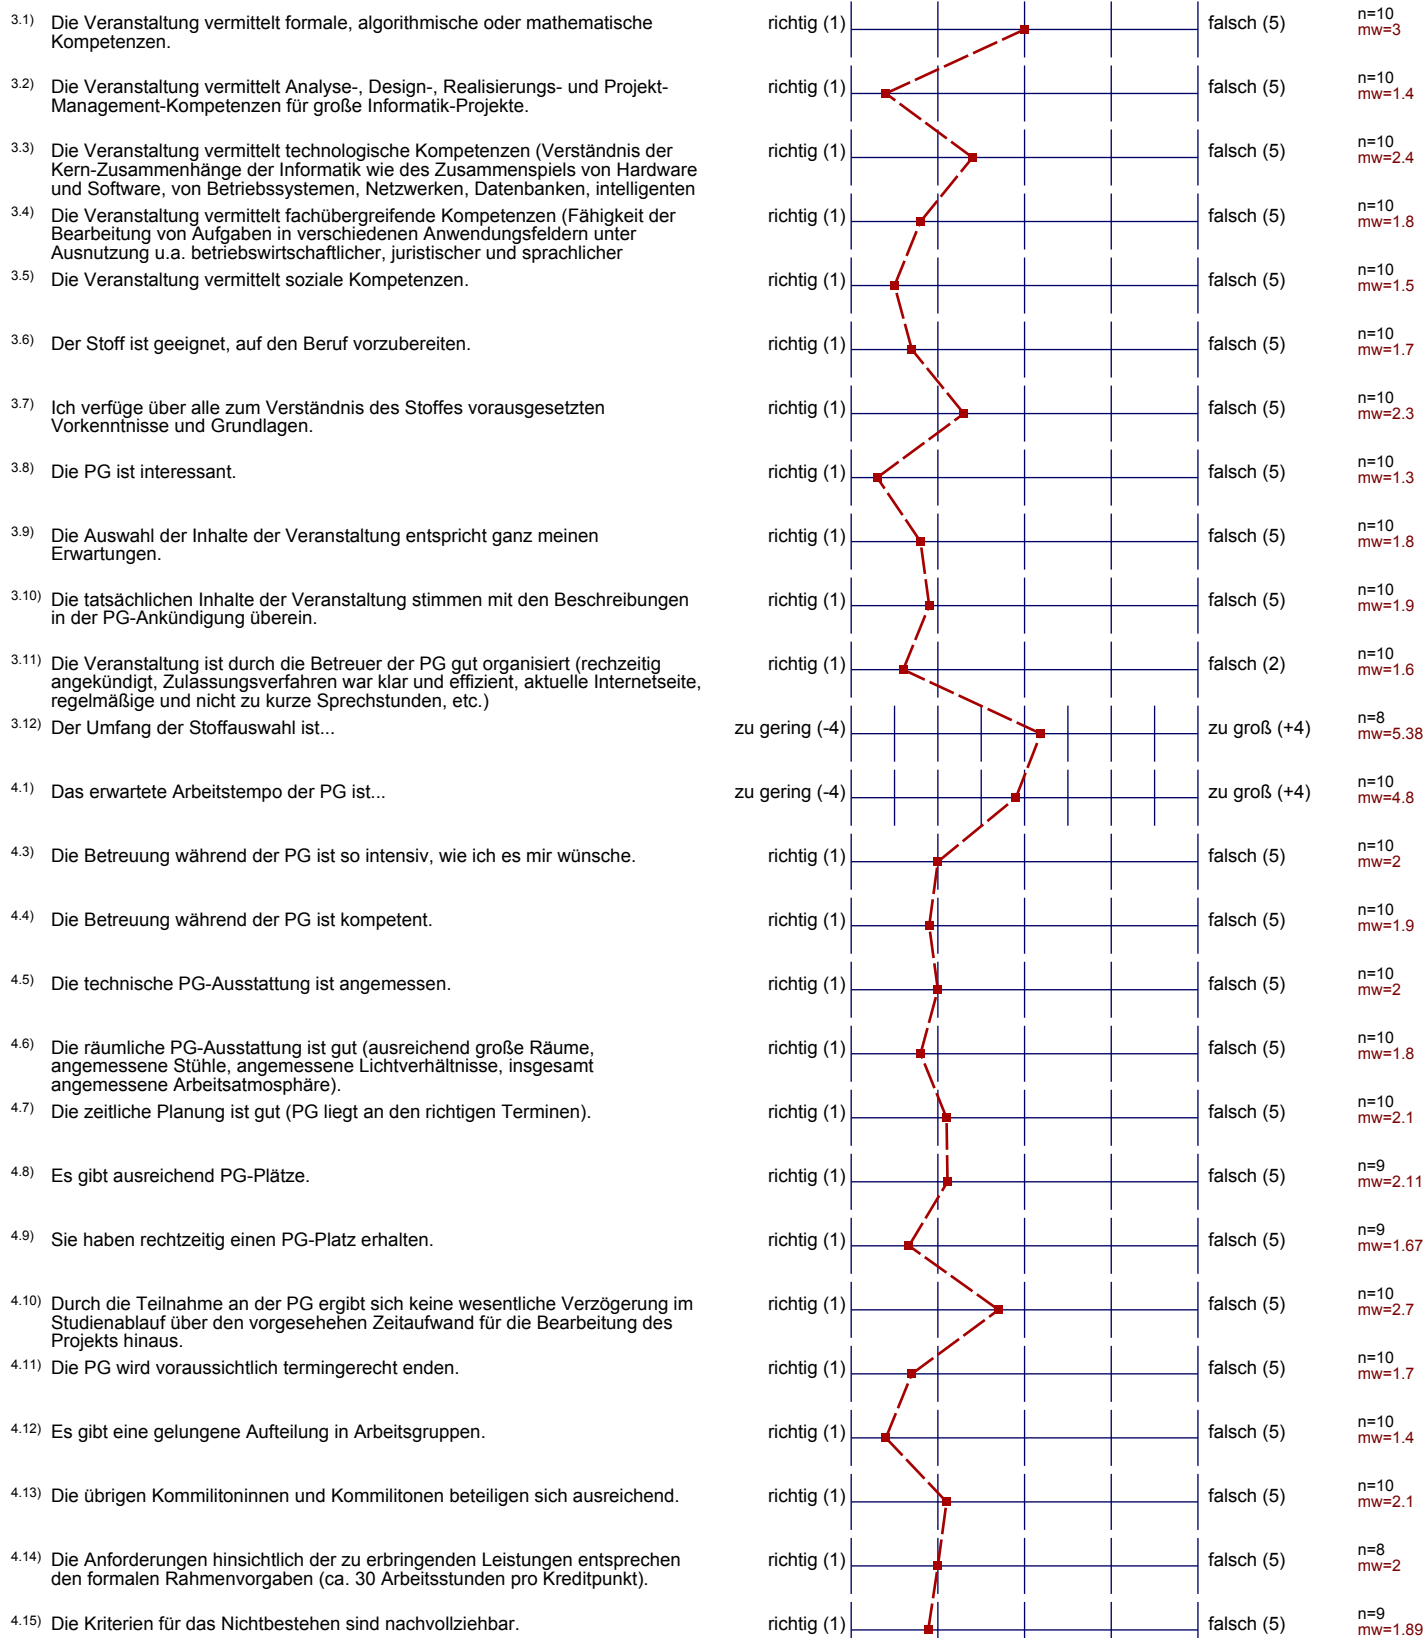 3.1) Die Veranstaltung vermittelt formale, algorithmische oder mathematische
Kompetenzen.
richtig (1) falsch (5) n=10
mw=3
3.2) Die Veranstaltung vermittelt Analyse-, Design-, Realisierungs- und Projekt-
Management-Kompetenzen für große Informatik-Projekte.
richtig (1) falsch (5) n=10
mw=1.4
3.3) Die Veranstaltung vermittelt technologische Kompetenzen (Verständnis der
Kern-Zusammenhänge der Informatik wie des Zusammenspiels von Hardware
und Software, von Betriebssystemen, Netzwerken, Datenbanken, intelligenten
richtig (1) falsch (5) n=10
mw=2.4
3.4) Die Veranstaltung vermittelt fachübergreifende Kompetenzen (Fähigkeit der
Bearbeitung von Aufgaben in verschiedenen Anwendungsfeldern unter
Ausnutzung u.a. betriebswirtschaftlicher, juristischer und sprachlicher
richtig (1) falsch (5) n=10
mw=1.8
3.5) Die Veranstaltung vermittelt soziale Kompetenzen.
richtig (1) falsch (5) n=10
mw=1.5
3.6) Der Stoff ist geeignet, auf den Beruf vorzubereiten.
richtig (1) falsch (5) n=10
mw=1.7
3.7) Ich verfüge über alle zum Verständnis des Stoffes vorausgesetzten
Vorkenntnisse und Grundlagen.
richtig (1) falsch (5) n=10
mw=2.3
3.8) Die PG ist interessant.
richtig (1) falsch (5) n=10
mw=1.3
3.9) Die Auswahl der Inhalte der Veranstaltung entspricht ganz meinen
Erwartungen.
richtig (1) falsch (5) n=10
mw=1.8
3.10) Die tatsächlichen Inhalte der Veranstaltung stimmen mit den Beschreibungen
in der PG-Ankündigung überein.
richtig (1) falsch (5) n=10
mw=1.9
3.11) Die Veranstaltung ist durch die Betreuer der PG gut organisiert (rechzeitig
angekündigt, Zulassungsverfahren war klar und effizient, aktuelle Internetseite,
regelmäßige und nicht zu kurze Sprechstunden, etc.)
richtig (1) falsch (2) n=10
mw=1.6
3.12) Der Umfang der Stoffauswahl ist...
zu gering (-4) zu groß (+4) n=8
mw=5.38
4.1) Das erwartete Arbeitstempo der PG ist...
zu gering (-4) zu groß (+4) n=10
mw=4.8
4.3) Die Betreuung während der PG ist so intensiv, wie ich es mir wünsche.
richtig (1) falsch (5) n=10
mw=2
4.4) Die Betreuung während der PG ist kompetent.
richtig (1) falsch (5) n=10
mw=1.9
4.5) Die technische PG-Ausstattung ist angemessen.
richtig (1) falsch (5) n=10
mw=2
4.6) Die räumliche PG-Ausstattung ist gut (ausreichend große Räume,
angemessene Stühle, angemessene Lichtverhältnisse, insgesamt
angemessene Arbeitsatmosphäre).
richtig (1) falsch (5) n=10
mw=1.8
4.7) Die zeitliche Planung ist gut (PG liegt an den richtigen Terminen).
richtig (1) falsch (5) n=10
mw=2.1
4.8) Es gibt ausreichend PG-Plätze.
richtig (1) falsch (5) n=9
mw=2.11
4.9) Sie haben rechtzeitig einen PG-Platz erhalten.
richtig (1) falsch (5) n=9
mw=1.67
4.10) Durch die Teilnahme an der PG ergibt sich keine wesentliche Verzögerung im
Studienablauf über den vorgesehehen Zeitaufwand für die Bearbeitung des
Projekts hinaus.
richtig (1) falsch (5) n=10
mw=2.7
4.11) Die PG wird voraussichtlich termingerecht enden.
richtig (1) falsch (5) n=10
mw=1.7
4.12) Es gibt eine gelungene Aufteilung in Arbeitsgruppen.
richtig (1) falsch (5) n=10
mw=1.4
4.13) Die übrigen Kommilitoninnen und Kommilitonen beteiligen sich ausreichend.
richtig (1) falsch (5) n=10
mw=2.1
4.14) Die Anforderungen hinsichtlich der zu erbringenden Leistungen entsprechen
den formalen Rahmenvorgaben (ca. 30 Arbeitsstunden pro Kreditpunkt).
richtig (1) falsch (5) n=8
mw=2
4.15) Die Kriterien für das Nichtbestehen sind nachvollziehbar.
richtig (1) falsch (5) n=9
mw=1.89